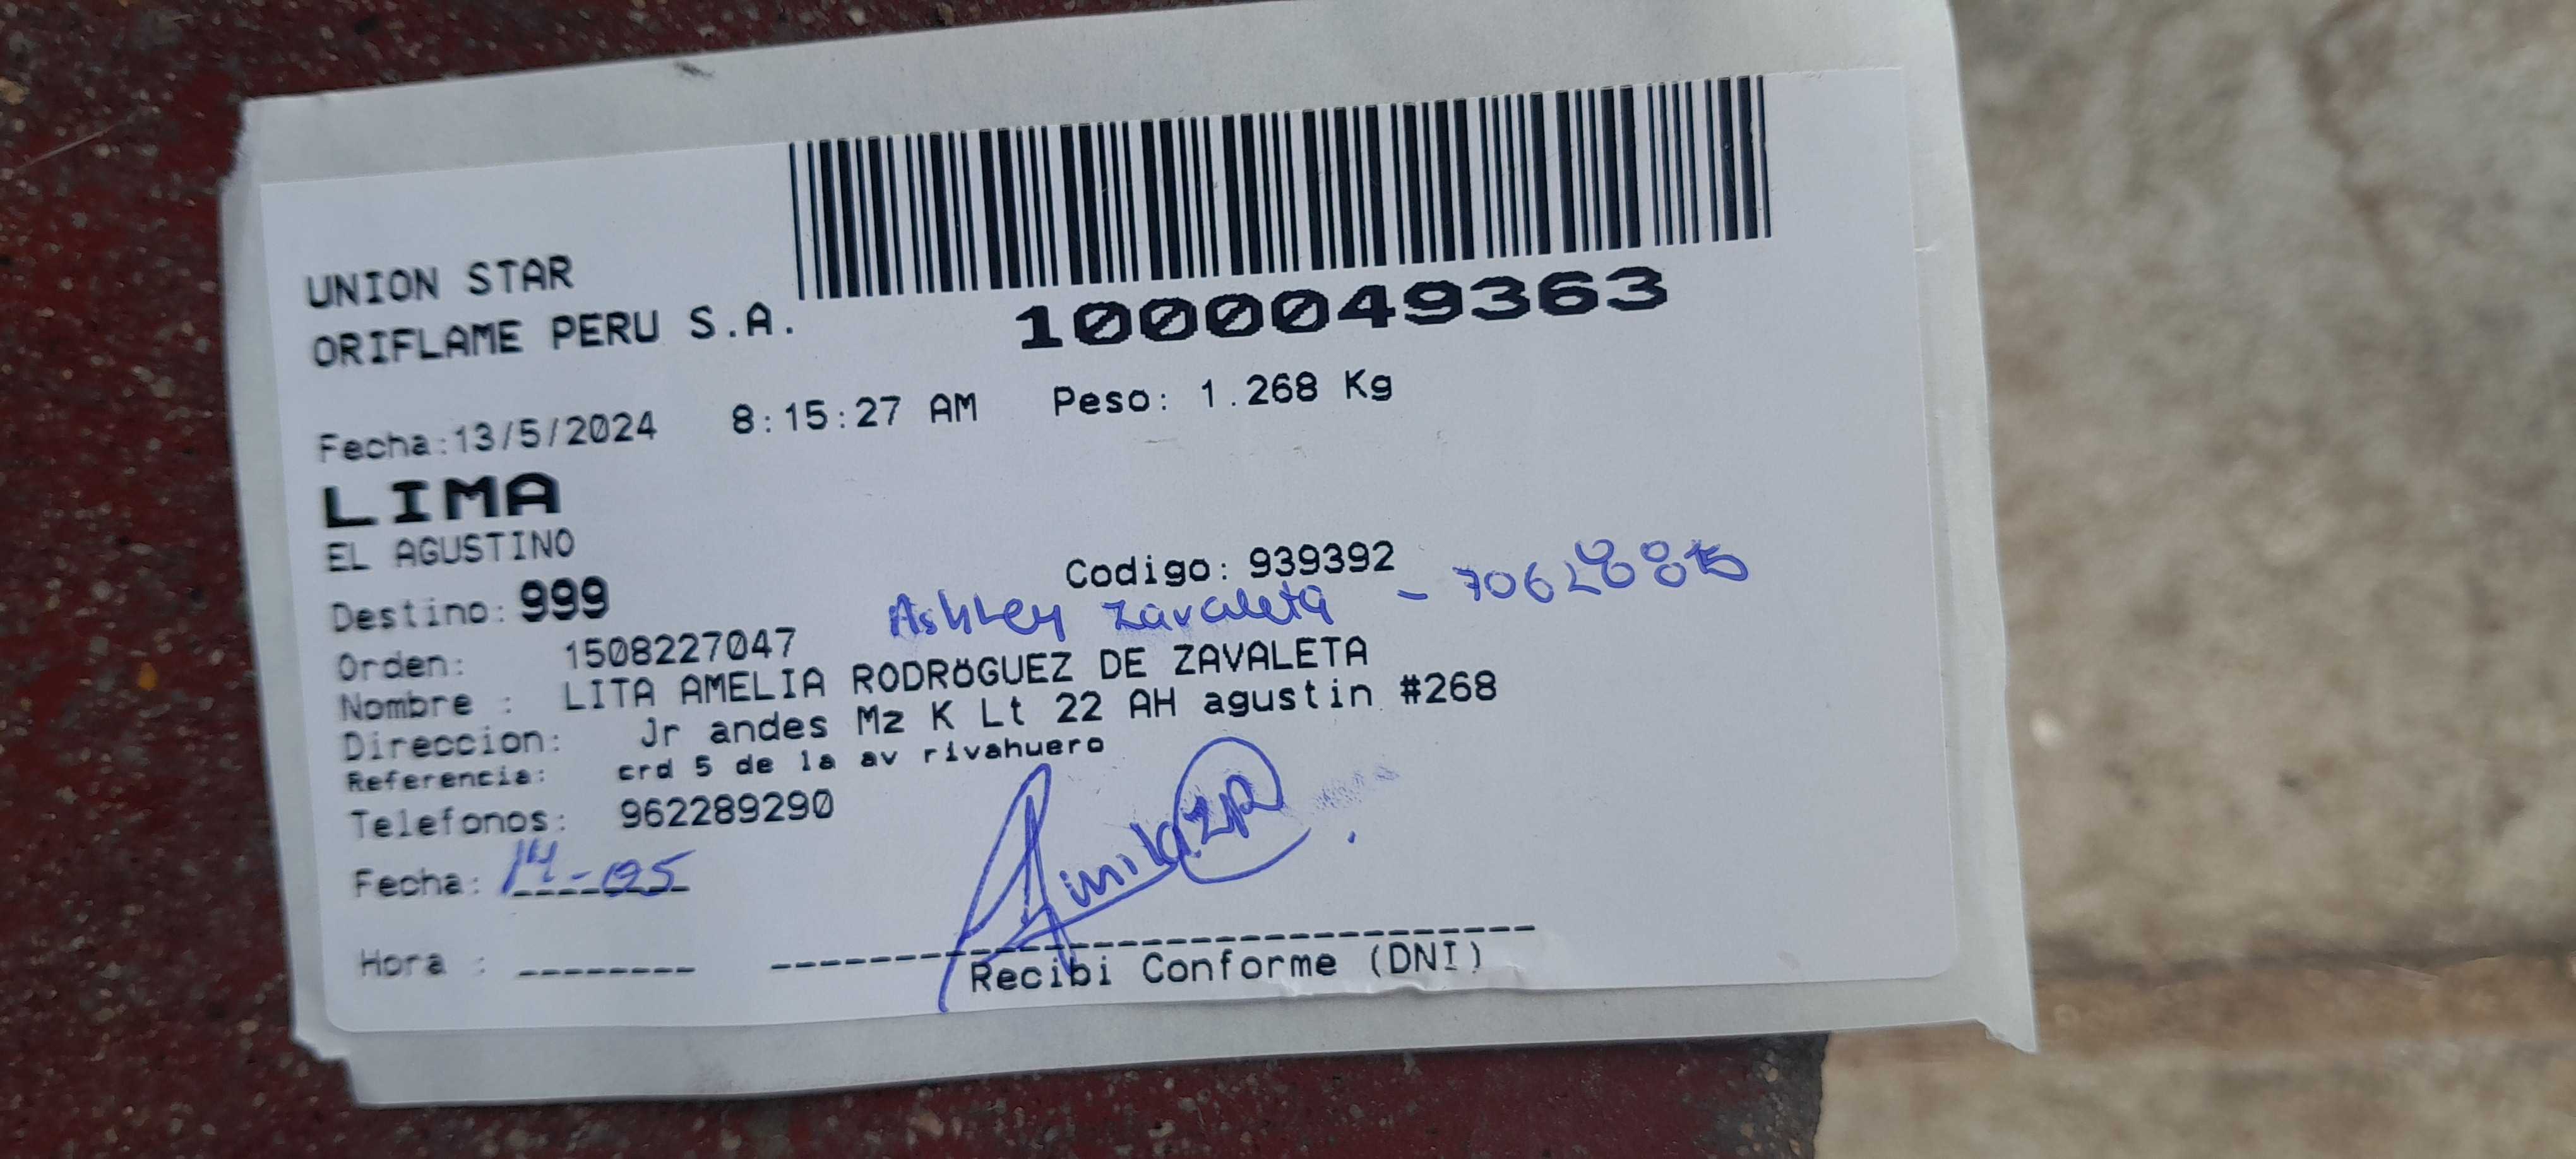 UNION STAR
ORIFLAME PERU S.A.
1000049363
Fecha:13/5/2024 8:15:27 AM Peso: 1.268 Kg
LIMA
EL AGUSTINO
Codigo: 939392
Destino: 999
Ashley Zavaleta -
Orden: 1508227047
Nombre : LITA AMELIA RODRÖGUEZ DE ZAVALETA
Direccion: Jr andes Mz K Lt 22 AH agustin #268
Referencia: crd 5 de la av rivahuero
Telefonos: 962289290
Fecha: 14-05
Hora :
Recibi Conforme (DNI)